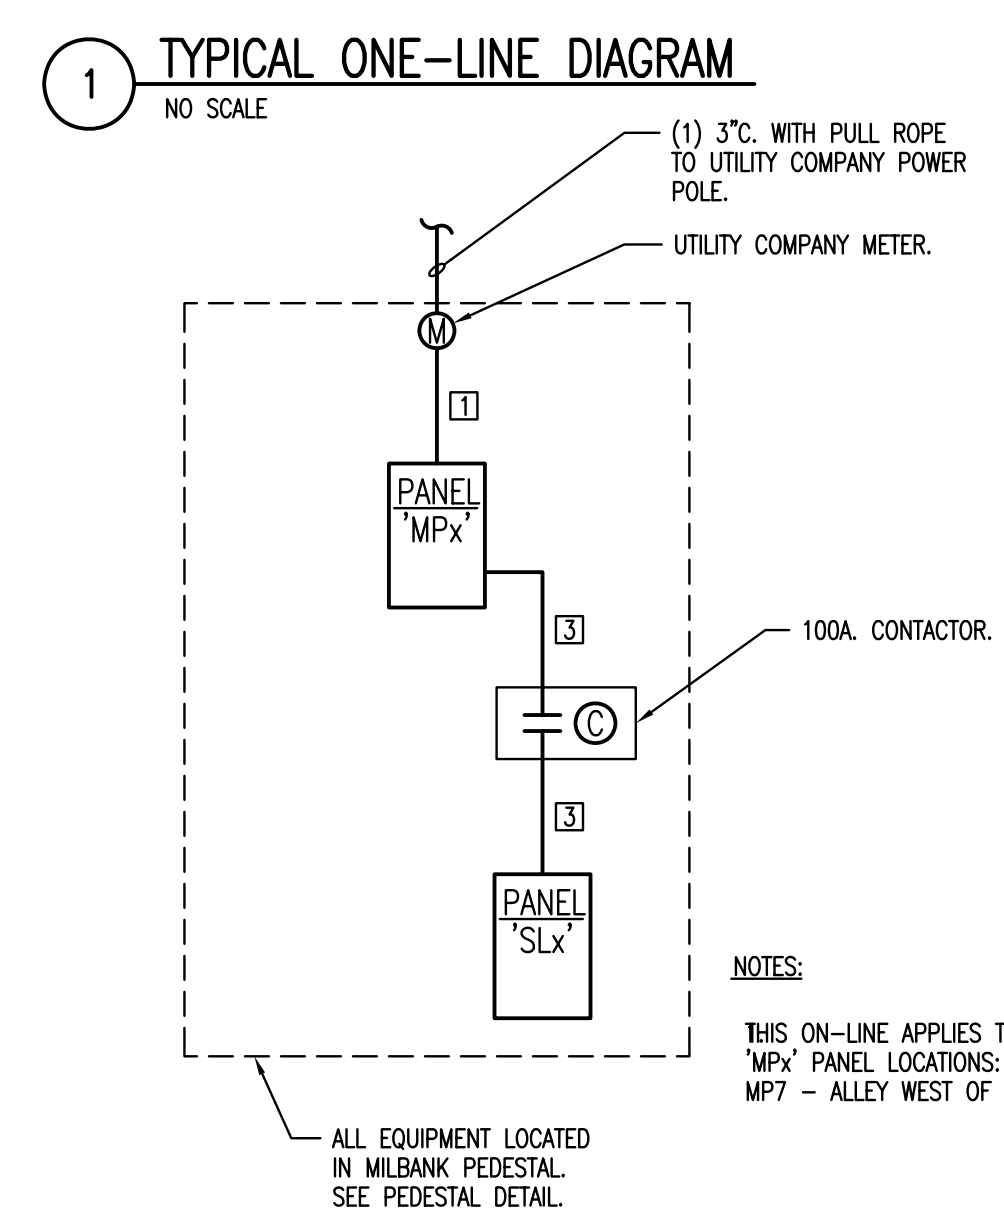 1
TYPICAL ONE-LINE DIAGRAM
NO SCALE
(1) 3"C. WITH PULL ROPE
TO UTILITY COMPANY POWER
POLE.
UTILITY COMPANY METER.
M
1
PANEL
'MPx'
3
100A. CONTACTOR.
C
3
PANEL
'SLx'
NOTES:
THIS ON-LINE APPLIES
'MPx' PANEL LOCATIONS:
MP7 - ALLEY WEST OF
ALL EQUIPMENT LOCATED
IN MILBANK PEDESTAL.
SEE PEDESTAL DETAIL.